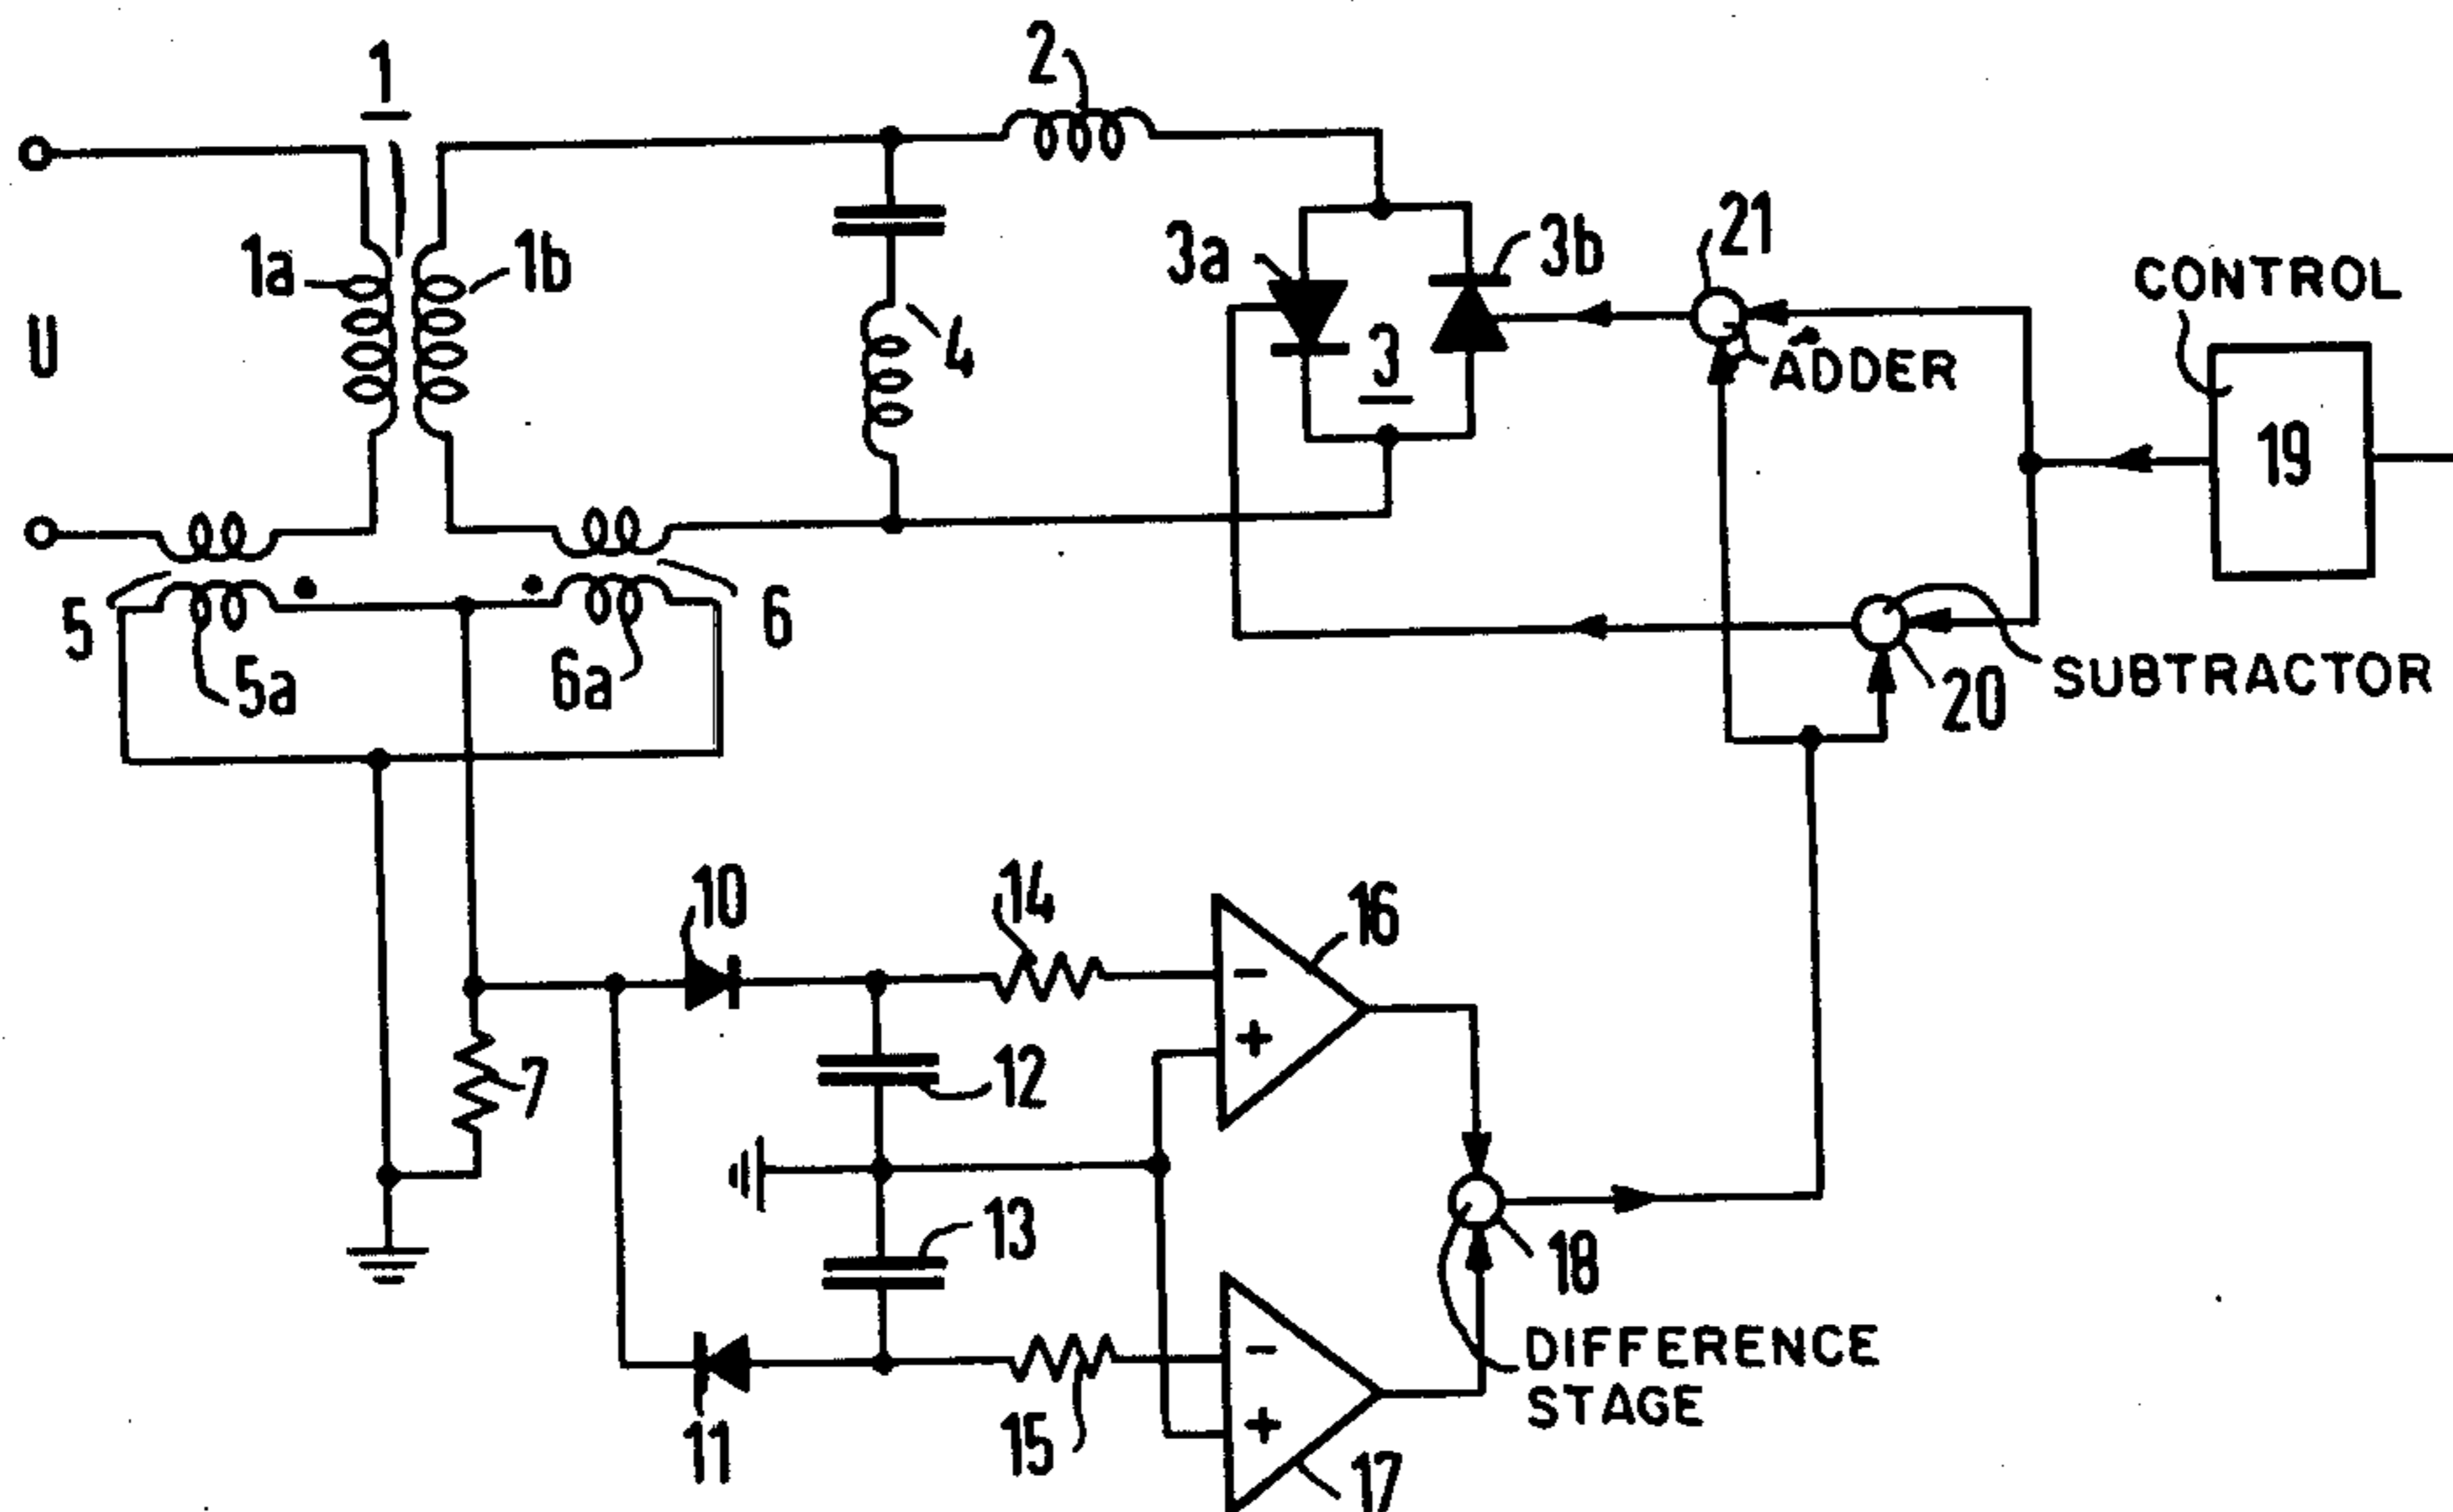 1
2
1a
1b
U
4
3a
3b
3
21
CONTROL
ADDER
19
5
5a
6a
6
20
SUBTRACTOR
10
14
16
-
+
7
12
13
18
DIFFERENCE
STAGE
11
15
-
+
17